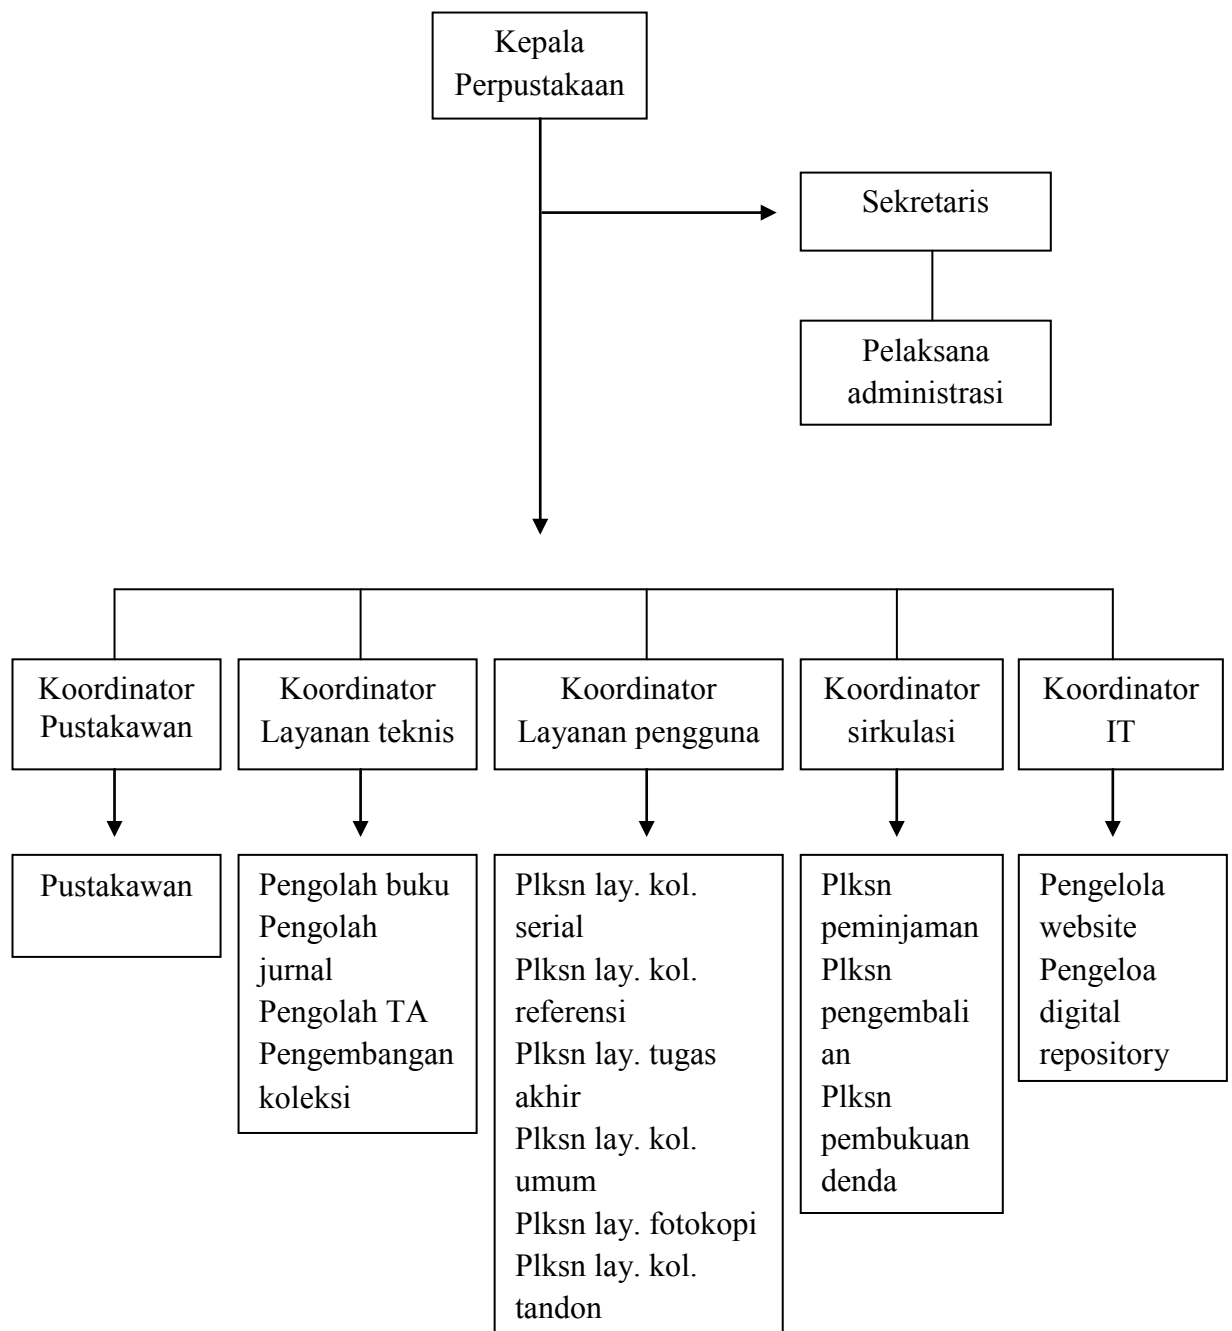 Kepala
Perpustakaan
Sekretaris
Pelaksana
administrasi
Koordinator
Pustakawan
Koordinator
Layanan teknis
Koordinator
Layanan pengguna
Koordinator
sirkulasi
Koordinator
IT
Pustakawan
Pengolah buku
Pengolah
jurnal
Pengolah TA
Pengembangan
koleksi
Plksn lay. kol.
serial
Plksn lay. kol.
referensi
Plksn lay. tugas
akhir
Plksn lay. kol.
umum
Plksn lay. fotokopi
Plksn lay. kol.
tandon
Plksn
peminjaman
Plksn
pengembali
an
Plksn
pembukuan
denda
Pengelola
website
Pengeloa
digital
repository